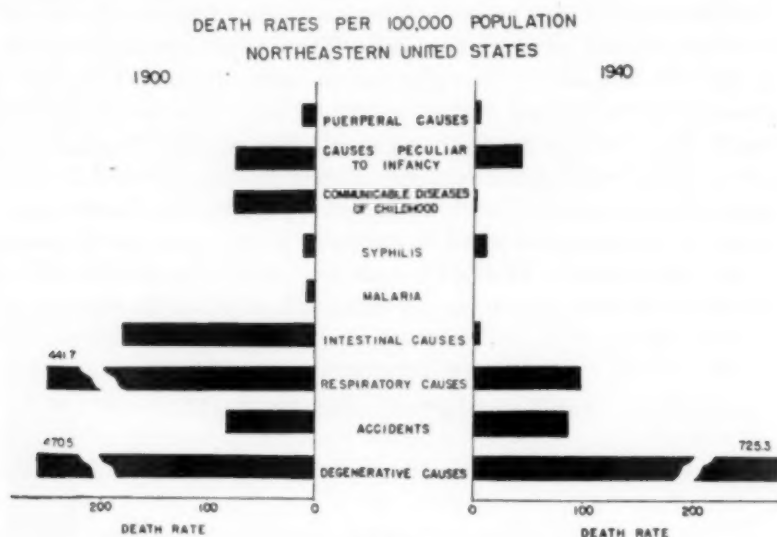 DEATH RATES PER 100,000 POPULATION
NORTHEASTERN UNITED STATES
1900
1940
PUERPERAL CAUSES
CAUSES PECULIAR
TO INFANCY
COMMUNICABLE DISEASES
OF CHILDHOOD
SYPHILIS
MALARIA
INTESTINAL CAUSES
441.7
RESPIRATORY CAUSES
ACCIDENTS
470.5
725.3
DEGENERATIVE CAUSES
200 100 0 0 100 200
DEATH RATE DEATH RATE